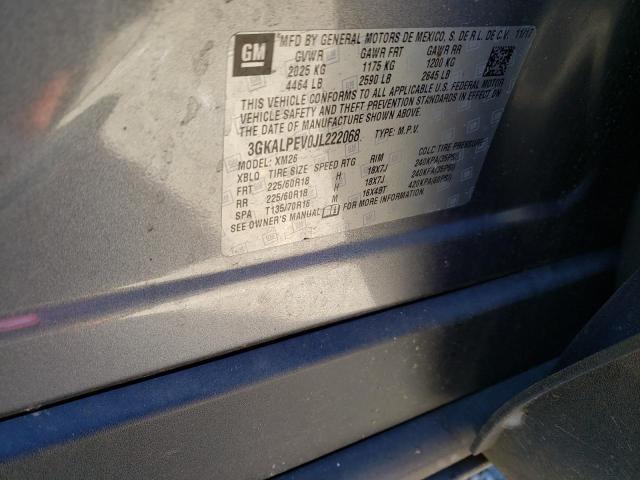 GM MFD BY GENERAL MOTORS DE MEXICO, S. DE R.L. DE C.V. 11/17
GVWR GAWR FRT GAWR RR
2025 KG 1175 KG 1200 KG
4464 LB 2590 LB 2645 LB
THIS VEHICLE CONFORMS TO ALL APPLICABLE U.S. FEDERAL MOTOR
VEHICLE SAFETY AND THEFT PREVENTION STANDARDS IN EFFECT ON
THE DATE OF MANUFACTURE SHOWN ABOVE.
3GKALPEV0JL222068 TYPE: M.P.V.
MODEL: XM26
XBLQ TIRE SIZE SPEED RTG RIM COLD TIRE PRESSURE
FRT 225/60R18 H 18X7J 240KPA(35PSI)
RR 225/60R18 H 18X7J 240KPA(35PSI)
SPA T135/70R16 M 16X4BT 420KPA(60PSI)
SEE OWNER'S MANUAL FOR MORE INFORMATION